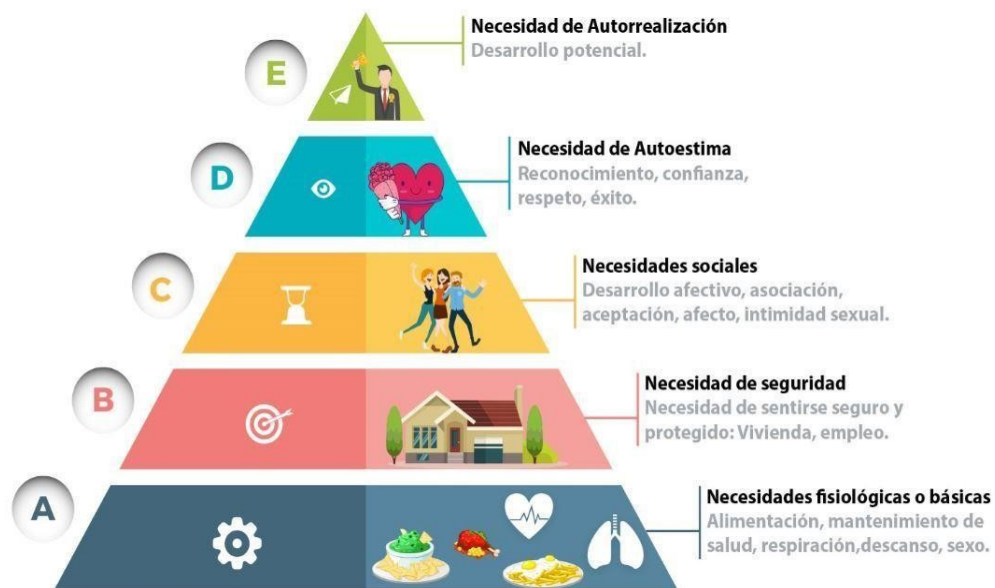 E
Necesidad de Autorrealización
Desarrollo potencial.
D
Necesidad de Autoestima
Reconocimiento, confianza,
respeto, éxito.
C
Necesidades sociales
Desarrollo afectivo, asociación,
aceptación, afecto, intimidad sexual.
B
Necesidad de seguridad
Necesidad de sentirse seguro y
protegido: Vivienda, empleo.
A
Necesidades fisiológicas o básicas
Alimentación, mantenimiento de
salud, respiración,descanso, sexo.